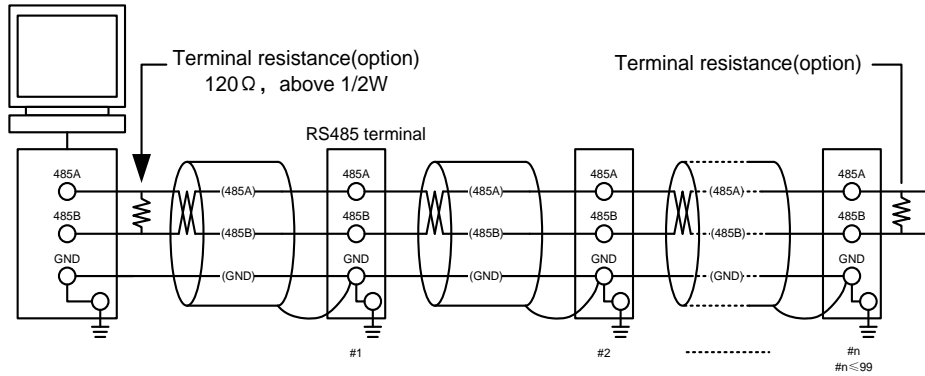 Terminal resistance(option)
120Ω, above 1/2W
Terminal resistance(option)
RS485 terminal
485A
(485A)
485A
(485A)
485A
(485A)
485A
485B
(485B)
485B
(485B)
485B
(485B)
485B
GND
(GND)
GND
(GND)
GND
(GND)
GND
#1
#2
#n
#n≤99